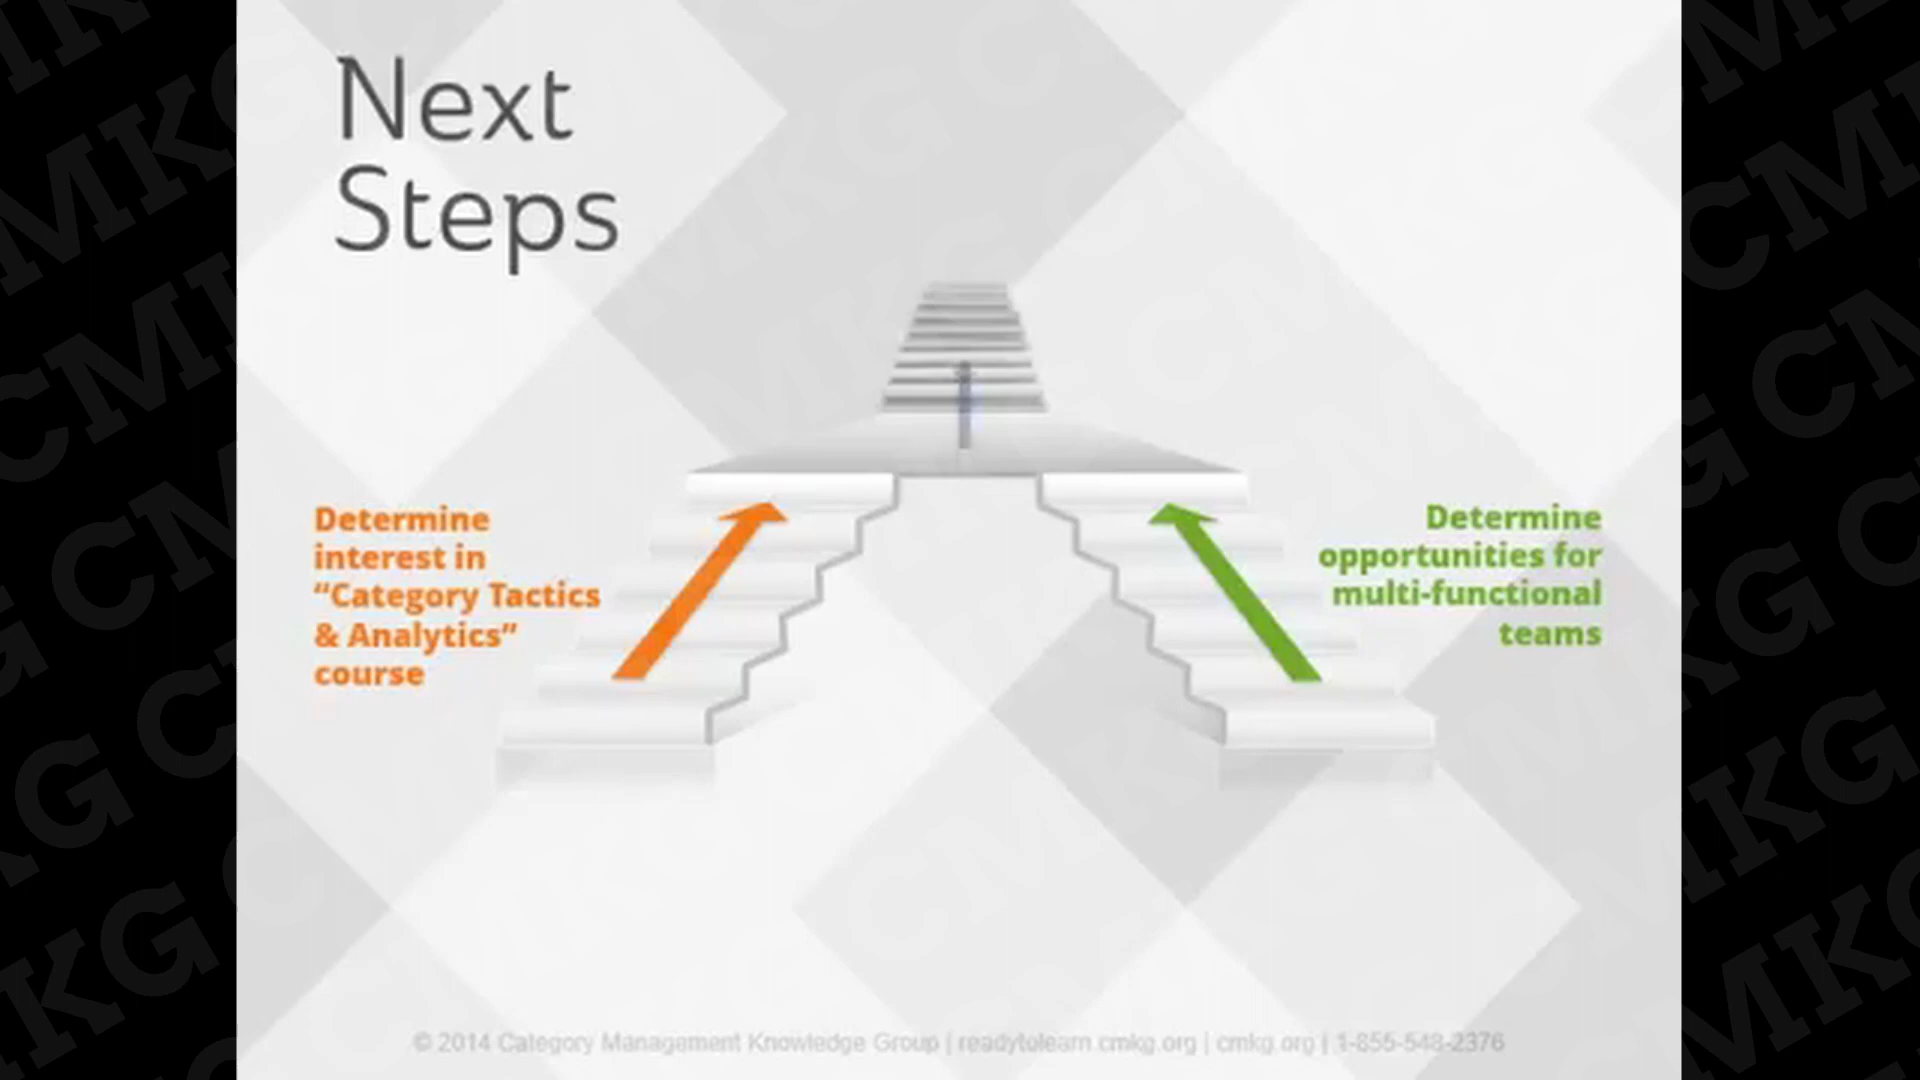 Next
Steps
Determine
interest in
“Category Tactics
& Analytics”
course
Determine
opportunities for
multi-functional
teams
© 2014 Category Management Knowledge Group | readytolearn.cmkg.org | cmkg.org | 1-855-548-2376